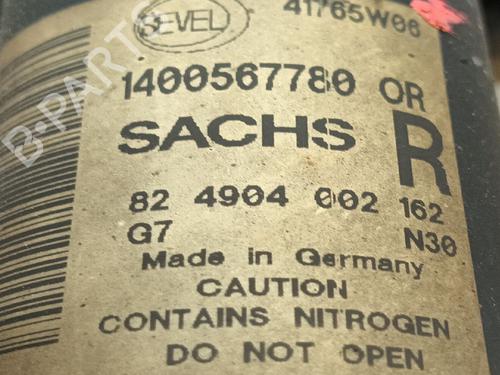 SEVEL 41765W06
1400567780 OR
SACHS R
82 4904 002 162
G7 N30
Made in Germany
CAUTION
CONTAINS NITROGEN
DO NOT OPEN
B-PARTS